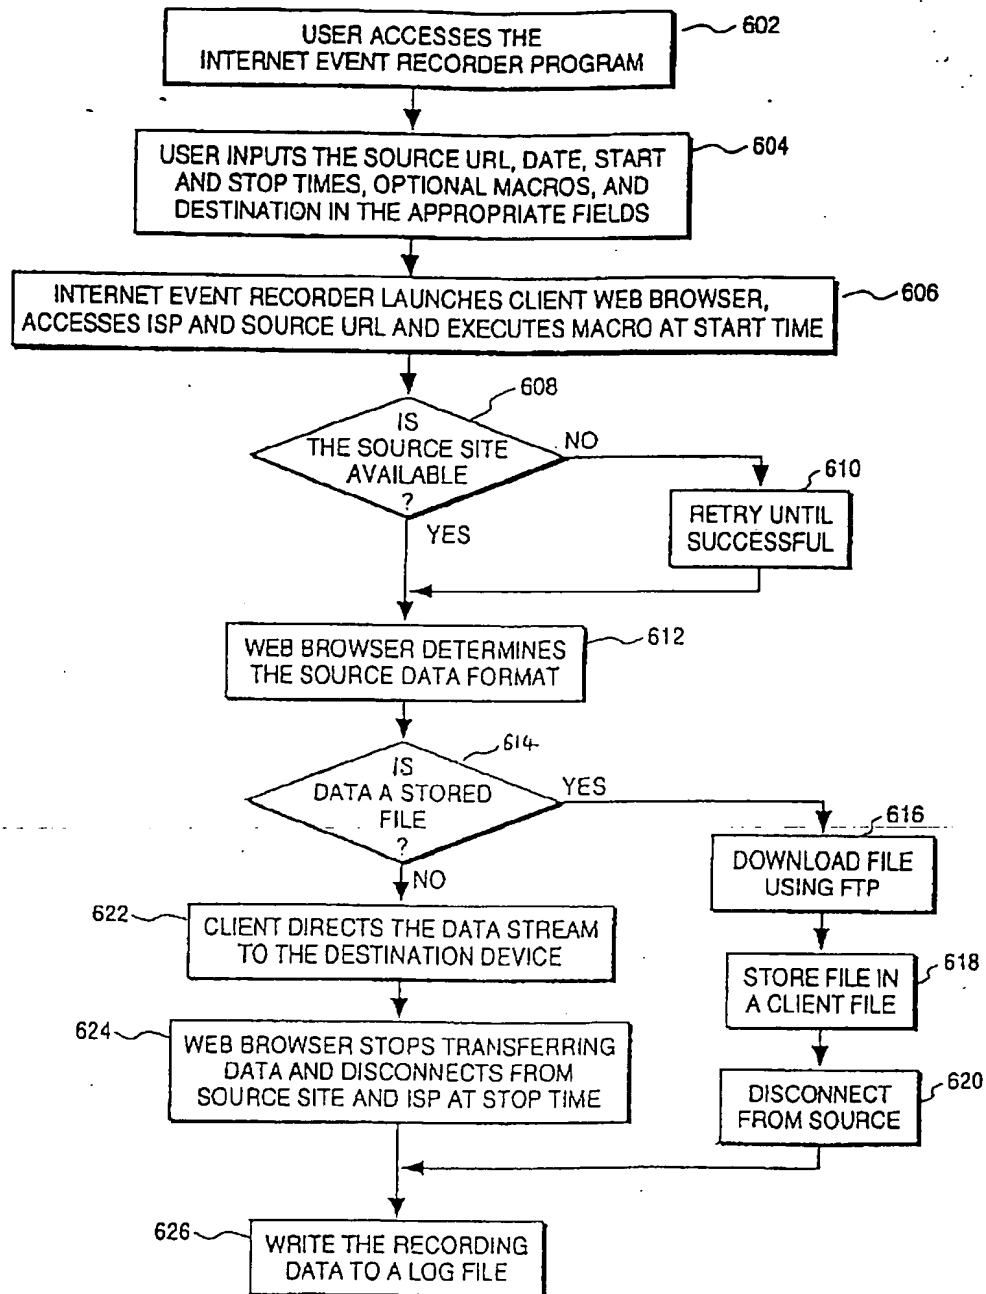 USER ACCESSES THE
INTERNET EVENT RECORDER PROGRAM
602
USER INPUTS THE SOURCE URL, DATE, START
AND STOP TIMES, OPTIONAL MACROS, AND
DESTINATION IN THE APPROPRIATE FIELDS
604
INTERNET EVENT RECORDER LAUNCHES CLIENT WEB BROWSER,
ACCESSES ISP AND SOURCE URL AND EXECUTES MACRO AT START TIME
606
608
IS
THE SOURCE SITE
AVAILABLE
?
NO
YES
610
RETRY UNTIL
SUCCESSFUL
WEB BROWSER DETERMINES
THE SOURCE DATA FORMAT
612
614
IS
DATA A STORED
FILE
?
YES
NO
616
DOWNLOAD FILE
USING FTP
622
CLIENT DIRECTS THE DATA STREAM
TO THE DESTINATION DEVICE
618
STORE FILE IN
A CLIENT FILE
624
WEB BROWSER STOPS TRANSFERRING
DATA AND DISCONNECTS FROM
SOURCE SITE AND ISP AT STOP TIME
620
DISCONNECT
FROM SOURCE
626
WRITE THE RECORDING
DATA TO A LOG FILE